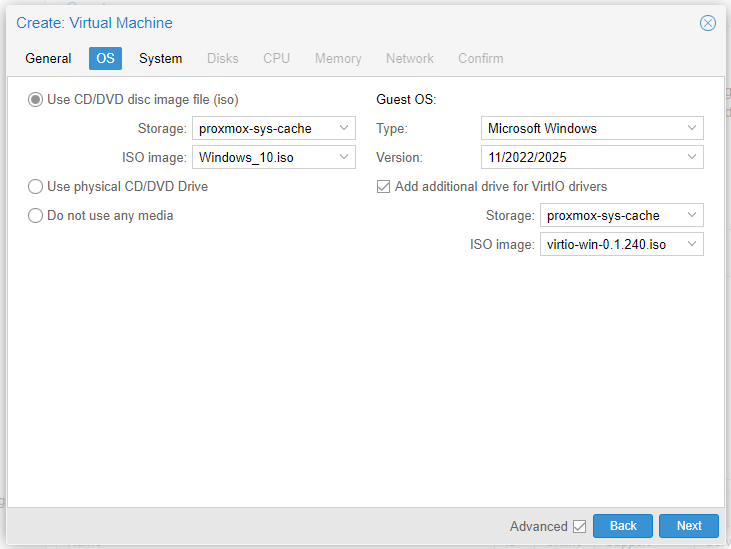 Create: Virtual Machine
General OS System Disks CPU Memory Network Confirm
Use CD/DVD disc image file (iso)
Storage: proxmox-sys-cache
ISO image: Windows_10.iso
Use physical CD/DVD Drive
Do not use any media
Guest OS:
Type: Microsoft Windows
Version: 11/2022/2025
Add additional drive for VirtIO drivers
Storage: proxmox-sys-cache
ISO image: virtio-win-0.1.240.iso
Advanced Back Next